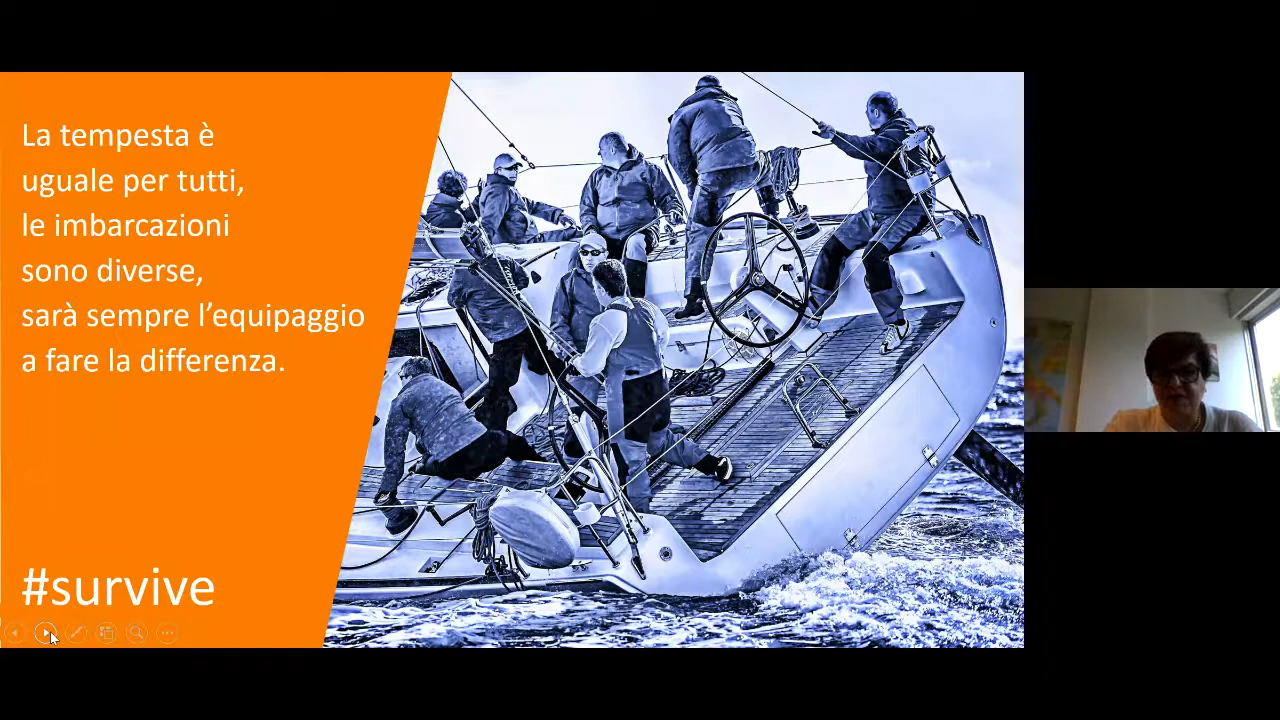 La tempesta è
uguale per tutti,
le imbarcazioni
sono diverse,
sarà sempre l’equipaggio
a fare la differenza.
#survive